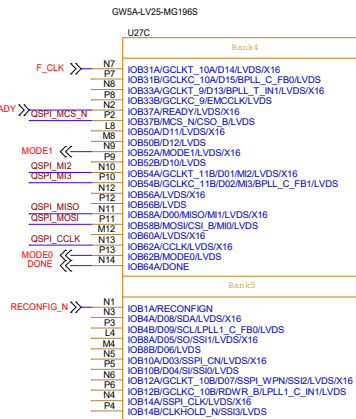 GW5A-LV25-MG196S
U27C
Bank4
F_CLK N7 IOB31A/GCLKT_10A/D14/LVDS/X16
P7 IOB31B/GCLKC_10A/D15/BPLL_C_FB0/LVDS
N8 IOB33A/GCLKT_9/D13/BPLL_T_IN1/LVDS/X16
P8 IOB33B/GCLKC_9/EMCCLK/LVDS
ADY N2 IOB37A/READY/LVDS/X16
QSPI_MCS_N P2 IOB37B/MCS_N/CSO_B/LVDS
L8 IOB50A/D11/LVDS/X16
M8 IOB50B/D12/LVDS
MODE1 N9 IOB52A/MODE1/LVDS/X16
P9 IOB52B/D10/LVDS
QSPI_MI2 N10 IOB54A/GCLKT_11B/D01/MI2/LVDS/X16
QSPI_MI3 P10 IOB54B/GCLKC_11B/D02/MI3/BPLL_C_FB1/LVDS
N12 IOB56A/LVDS/X16
P12 IOB56B/LVDS
QSPI_MISO N11 IOB58A/D00/MISO/MI1/LVDS/X16
QSPI_MOSI P11 IOB58B/MOSI/CSI_B/MI0/LVDS
M12 IOB60A/LVDS/X16
QSPI_CCLK N13 IOB62A/CCLK/LVDS/X16
MODE0 P13 IOB62B/MODE0/LVDS
DONE N14 IOB64A/DONE
Bank5
RECONFIG_N N1 IOB1A/RECONFIGN
N3 IOB4A/D08/SDA/LVDS/X16
P3 IOB4B/D09/SCL/LPLL1_C_FB0/LVDS
L4 IOB8A/D05/SO/SSI1/LVDS/X16
M4 IOB8B/D06/LVDS
N5 IOB10A/D03/SSPI_CN/LVDS/X16
P5 IOB10B/D04/SI/SSI0/LVDS
N6 IOB12A/GCLKT_10B/D07/SSPI_WPN/SSI2/LVDS/X16
P6 IOB12B/GCLKC_10B/RDWR_B/LPLL1_C_IN1/LVDS
N4 IOB14A/SSPI_CLK/LVDS/X16
P4 IOB14B/CLKHOLD_N/SSI3/LVDS